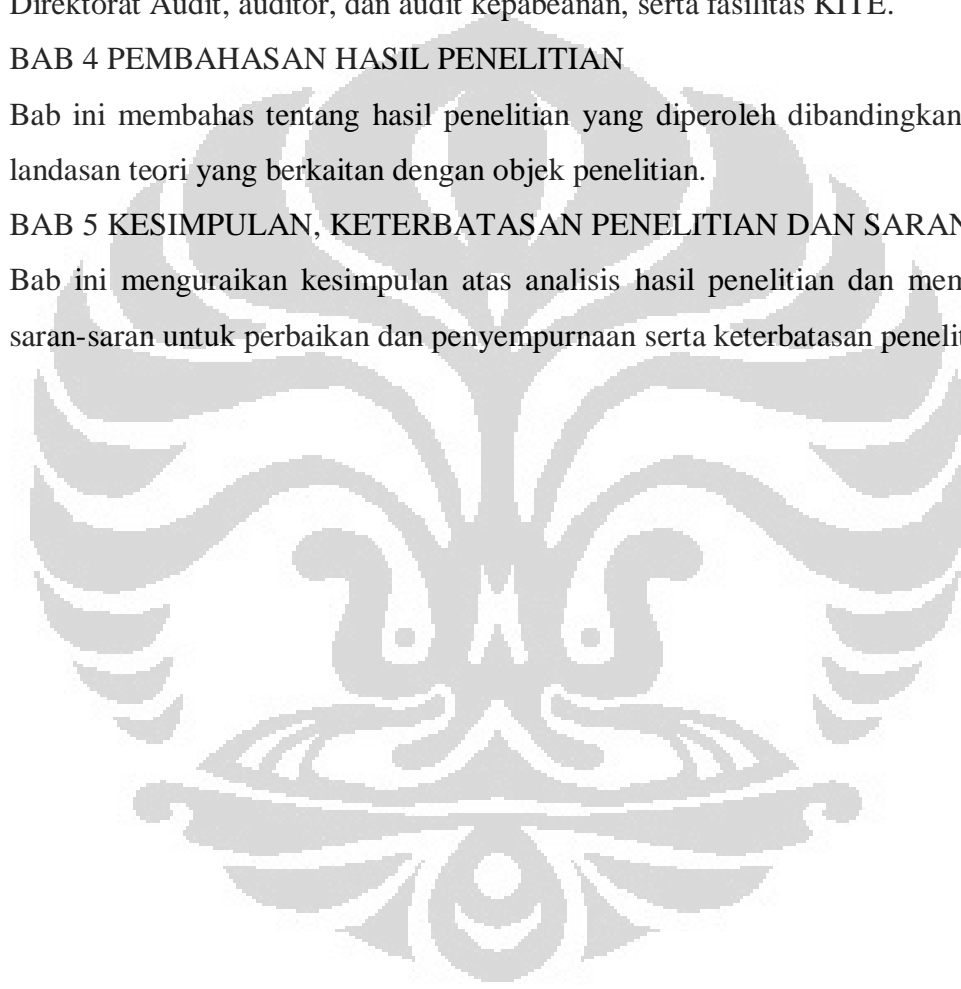 Direktorat Audit, auditor, dan audit kepabeanan, serta fasilitas KITE.
BAB 4 PEMBAHASAN HASIL PENELITIAN
Bab ini membahas tentang hasil penelitian yang diperoleh dibandingkan
landasan teori yang berkaitan dengan objek penelitian.
BAB 5 KESIMPULAN, KETERBATASAN PENELITIAN DAN SARAN
Bab ini menguraikan kesimpulan atas analisis hasil penelitian dan mem
saran-saran untuk perbaikan dan penyempurnaan serta keterbatasan penelit